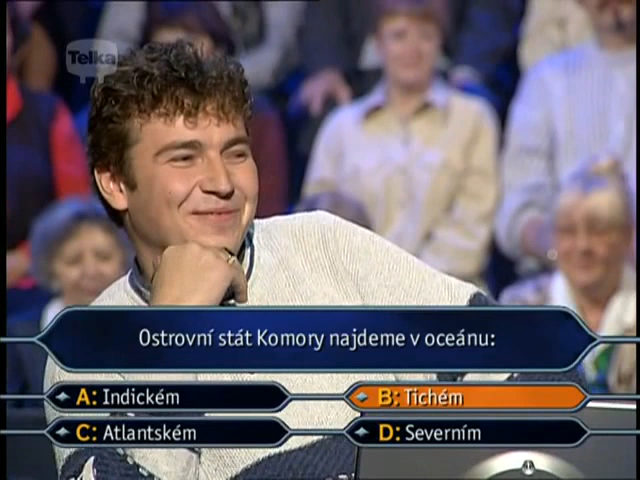 Telka
Ostrovní stát Komory najdeme v oceánu:
A: Indickém
B: Tichém
C: Atlantském
D: Severním